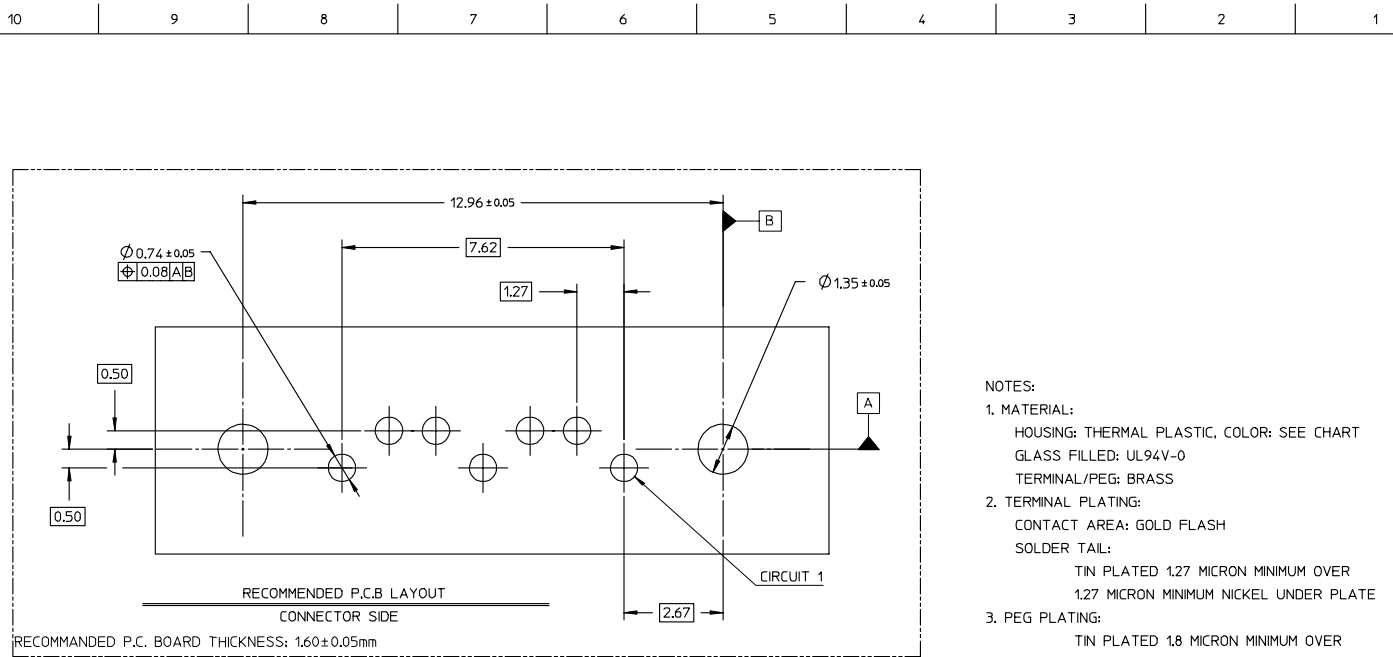 10 9 8 7 6 5 4 3 2 1
12.96 ±0.05
B
7.62
Ø0.74 ±0.05
⌖ 0.08 A B
1.27
Ø1.35 ±0.05
0.50
A
0.50
CIRCUIT 1
2.67
RECOMMENDED P.C.B LAYOUT
CONNECTOR SIDE
RECOMMANDED P.C. BOARD THICKNESS: 1.60±0.05mm
NOTES:
1. MATERIAL:
HOUSING: THERMAL PLASTIC, COLOR: SEE CHART
GLASS FILLED: UL94V-0
TERMINAL/PEG: BRASS
2. TERMINAL PLATING:
CONTACT AREA: GOLD FLASH
SOLDER TAIL:
TIN PLATED 1.27 MICRON MINIMUM OVER
1.27 MICRON MINIMUM NICKEL UNDER PLATE
3. PEG PLATING:
TIN PLATED 1.8 MICRON MINIMUM OVER